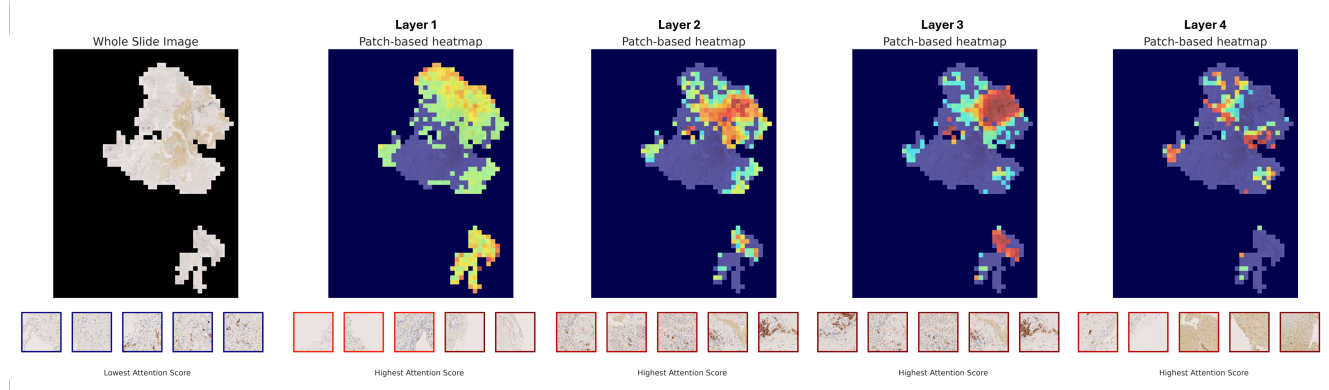 Layer 1
Layer 2
Layer 3
Layer 4
Whole Slide Image
Patch-based heatmap
Patch-based heatmap
Patch-based heatmap
Patch-based heatmap
Lowest Attention Score
Highest Attention Score
Highest Attention Score
Highest Attention Score
Highest Attention Score